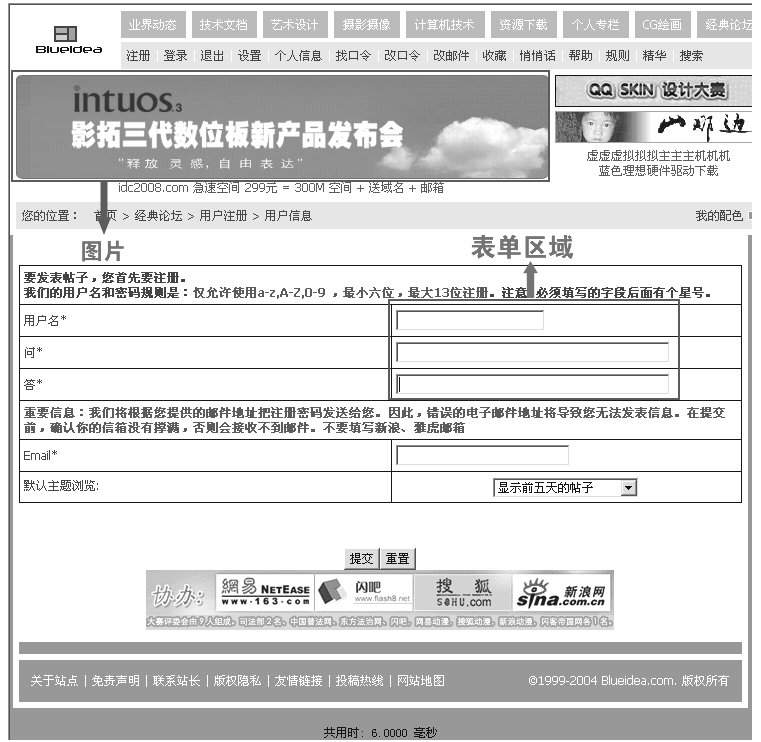 业界动态 技术文档 艺术设计 摄影摄像 计算机技术 资源下载 个人专栏 CG绘画 经典论坛
BLUEIDEA
注册 登录 退出 设置 个人信息 找口令 改口令 改邮件 收藏 悄悄话 帮助 规则 精华 搜索
intuos3
影拓三代数位板新产品发布会
"释放 灵感, 自由 表达"
QQ SKIN 设计大赛
山那边
虚虚虚拟拟拟主主主机机机
蓝色理想硬件驱动下载
idc2008.com 急速空间 299元 = 300M 空间 + 送域名 + 邮箱
您的位置： 首页 > 经典论坛 > 用户注册 > 用户信息
我的配色
图片
表单区域
要发表帖子，您首先要注册。
我们的用户名和密码规则是：仅允许使用a-z,A-Z,0-9 ，最小六位，最大13位注册。注意 必须填写的字段后面有个星号。
用户名*
问*
答*
重要信息：我们将根据您提供的邮件地址把注册密码发送给您。因此，错误的电子邮件地址将导致您无法发表信息。在提交
前，确认你的信箱没有撑满，否则会接收不到邮件。不要填写新浪、雅虎邮箱
Email*
默认主题浏览:
显示前五天的帖子
提交 重置
协办:
網易 NETEASE
www.163.com
闪吧
www.flash8.net
搜狐
SOHU.com
sina新浪网
.com.cn
大赛评委会由9人组成。司法部2名、中国普法网、东方法治网、闪吧、网易动漫、搜狐动漫、新浪动漫、闪客帝国网各1名。
关于站点 | 免责声明 | 联系站长 | 版权隐私 | 友情链接 | 投稿热线 | 网站地图
©1999-2004 Blueidea.com. 版权所有
共用时: 6.0000 毫秒